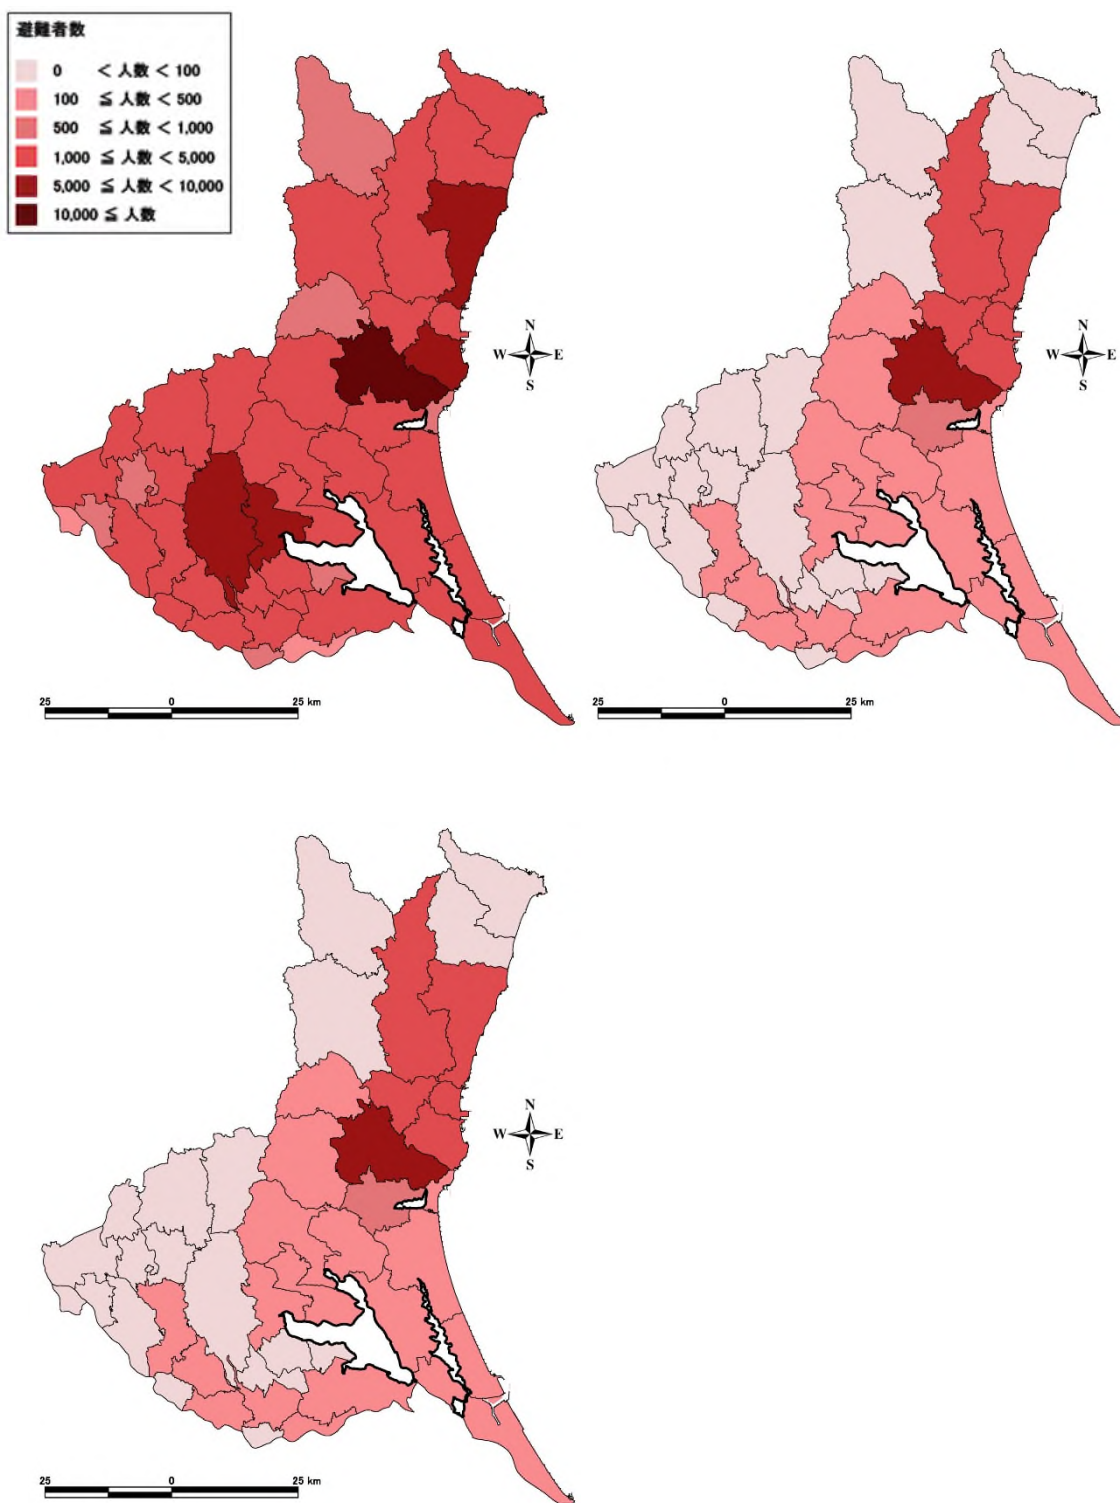 避難者数
0 < 人数 < 100
100 ≦ 人数 < 500
500 ≦ 人数 < 1,000
1,000 ≦ 人数 < 5,000
5,000 ≦ 人数 < 10,000
10,000 ≦ 人数
N
W E
S
N
W E
S
25 0 25 km
25 0 25 km
N
W E
S
25 0 25 km